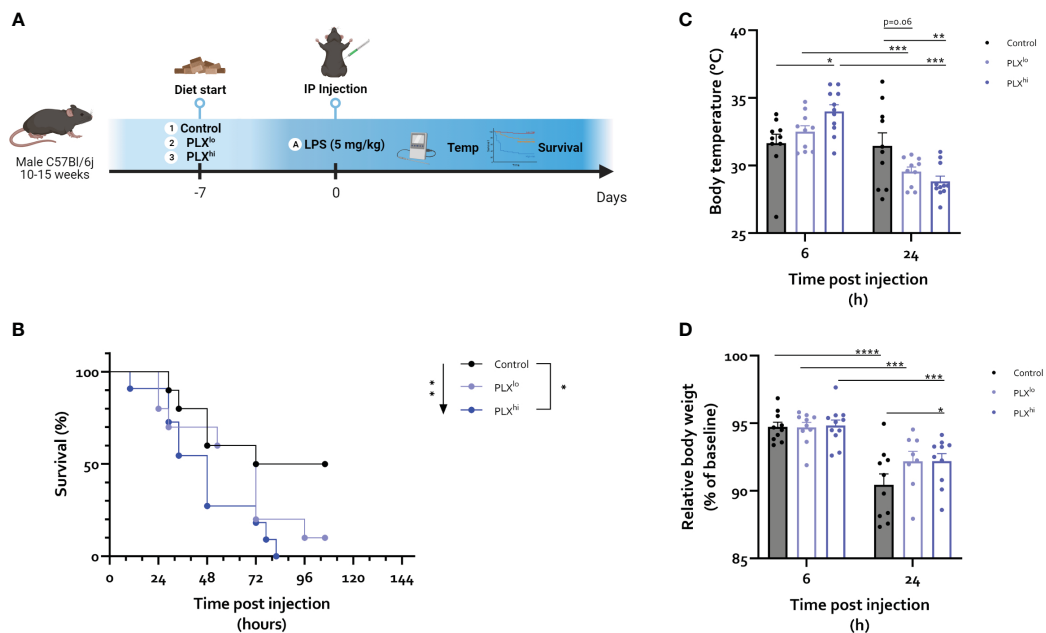 A
Diet start
IP Injection
1 Control
2 PLXlo
3 PLXhi
A LPS (5 mg/kg)
Temp
Survival
Male C57Bl/6j
10-15 weeks
-7
0
Days
B
Survival (%)
100
50
0
0 24 48 72 96 120 144
Time post injection
(hours)
Control
PLXlo
PLXhi
**
*
C
Body temperature (°C)
40
35
30
25
p=0.06
**
***
*
***
Control
PLXlo
PLXhi
6
24
Time post injection
(h)
D
Relative body weigt
(% of baseline)
100
95
90
85
****
***
***
*
Control
PLXlo
PLXhi
6
24
Time post injection
(h)